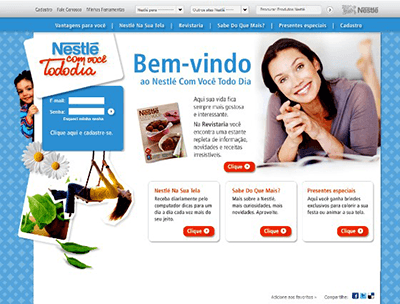 Cadastro Fale Conosco Minhas Ferramentas Nestlé para Outros sites Procurar Produtos Nestlé Nestlé
Vantagens para você | Nestlé Na Sua Tela | Revistaria | Sabe Do Que Mais? | Presentes especiais | Cadastro
Nestlé
com você
Todo dia
E-mail:
Senha:
Esqueci minha senha
Clique aqui e cadastre-se.
Bem-vindo
ao Nestlé Com Você Todo Dia
Nestlé
Aqui sua vida fica
sempre mais gostosa
e interessante.
Na Revistaria você
encontra uma estante
repleta de informação,
novidades e receitas
irresistíveis.
Clique
Nestlé Na Sua Tela
Receba diariamente pelo
computador dicas para um
dia a dia cada vez mais do
seu jeito.
Clique
Sabe Do Que Mais?
Mais sobre a Nestlé,
mais curiosidades, mais
novidades. Aproveite.
Clique
Presentes especiais
Aqui você ganha brindes
exclusivos para colorir a sua
festa ou animar a sua tela.
Clique
Adicione aos favoritos + Compartilhe: